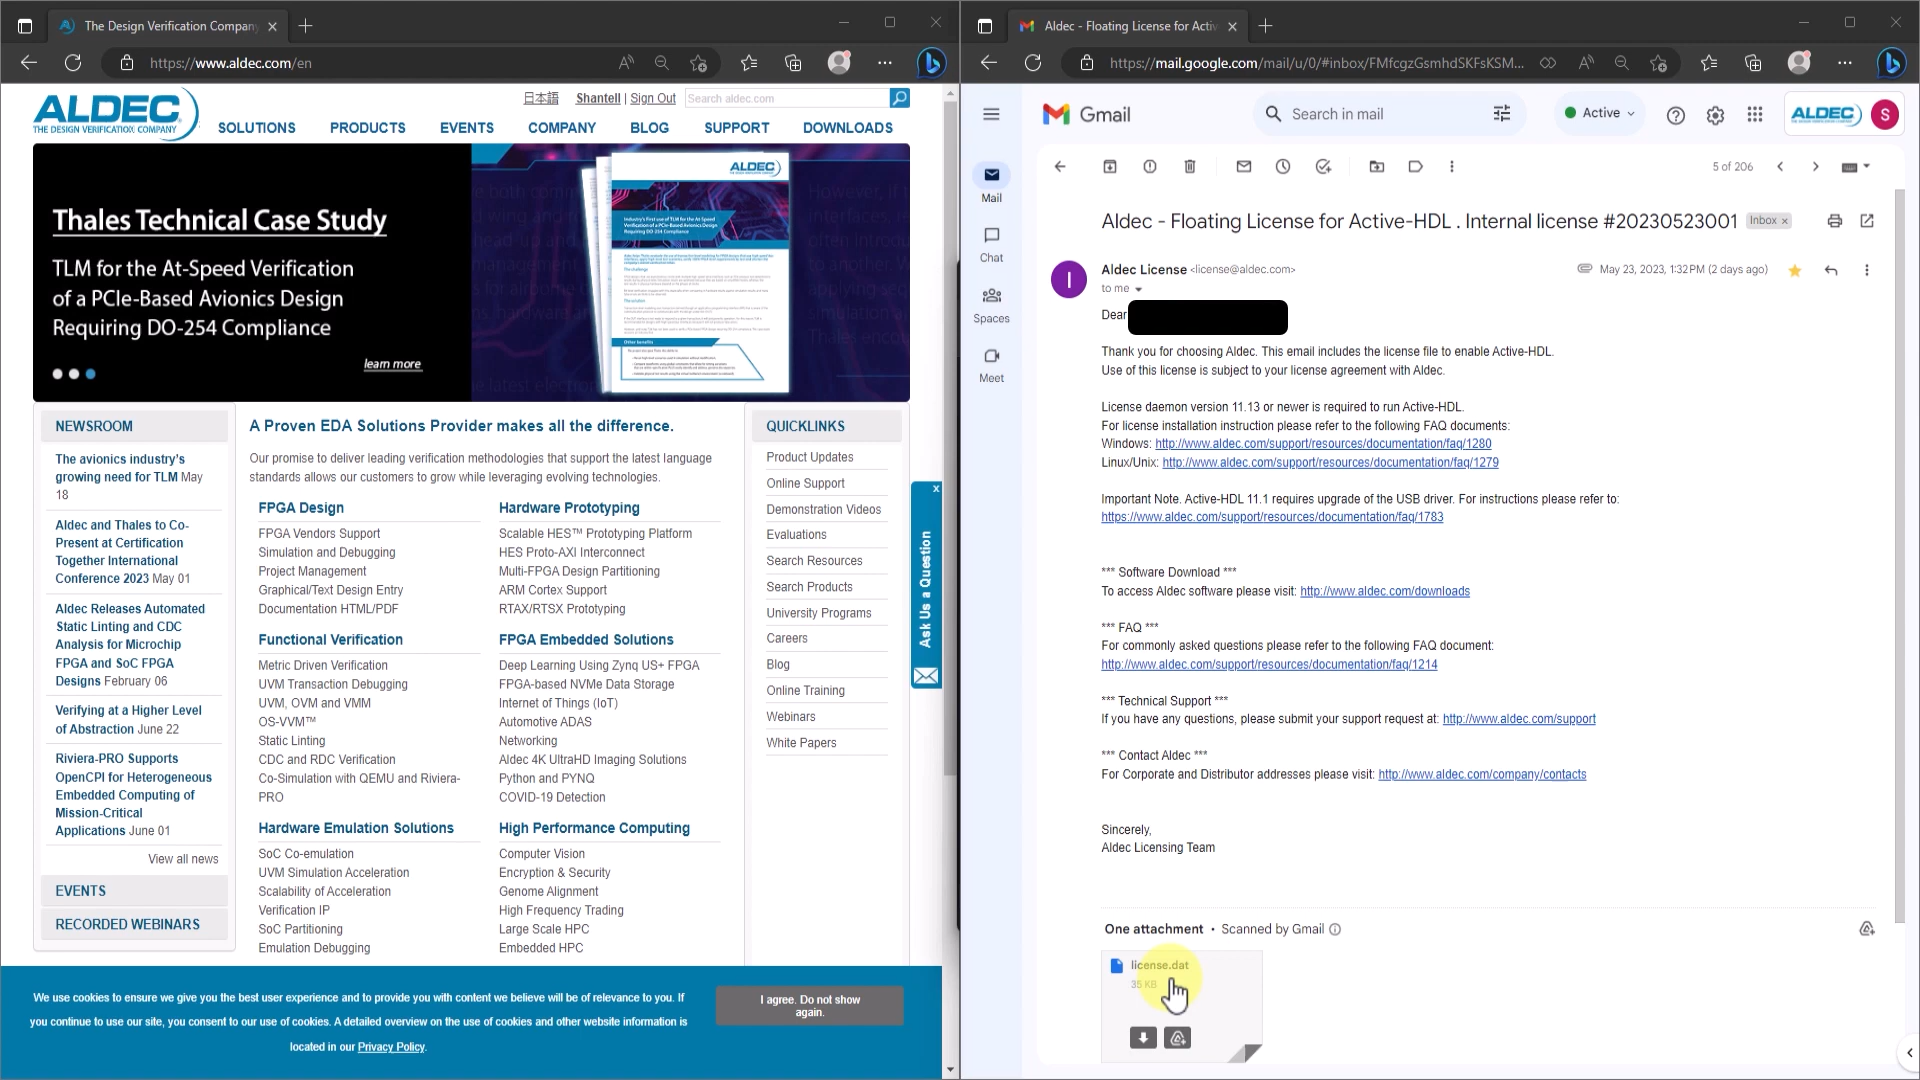 The Design Verification Company
https://www.aldec.com/en
ALDEC
THE DESIGN VERIFICATION COMPANY
日本語 Shantell | Sign Out Search aldec.com
SOLUTIONS PRODUCTS EVENTS COMPANY BLOG SUPPORT DOWNLOADS
Thales Technical Case Study
TLM for the At-Speed Verification
of a PCIe-Based Avionics Design
Requiring DO-254 Compliance
learn more
ALDEC
Industry's First use of TLM for the At-Speed
Verification of a PCIe-Based Avionics Design
Requiring DO-254 Compliance
NEWSROOM
The avionics industry's
growing need for TLM May
18
Aldec and Thales to Co-
Present at Certification
Together International
Conference 2023 May 01
Aldec Releases Automated
Static Linting and CDC
Analysis for Microchip
FPGA and SoC FPGA
Designs February 06
Verifying at a Higher Level
of Abstraction June 22
Riviera-PRO Supports
OpenCPI for Heterogeneous
Embedded Computing of
Mission-Critical
Applications June 01
View all news
EVENTS
RECORDED WEBINARS
A Proven EDA Solutions Provider makes all the difference.
Our promise to deliver leading verification methodologies that support the latest language
standards allows our customers to grow while leveraging evolving technologies.
FPGA Design
FPGA Vendors Support
Simulation and Debugging
Project Management
Graphical/Text Design Entry
Documentation HTML/PDF
Functional Verification
Metric Driven Verification
UVM Transaction Debugging
UVM, OVM and VMM
OS-VVM™
Static Linting
CDC and RDC Verification
Co-Simulation with QEMU and Riviera-
PRO
Hardware Emulation Solutions
SoC Co-emulation
UVM Simulation Acceleration
Scalability of Acceleration
Verification IP
SoC Partitioning
Emulation Debugging
Hardware Prototyping
Scalable HES™ Prototyping Platform
HES Proto-AXI Interconnect
Multi-FPGA Design Partitioning
ARM Cortex Support
RTAX/RTSX Prototyping
FPGA Embedded Solutions
Deep Learning Using Zynq US+ FPGA
FPGA-based NVMe Data Storage
Internet of Things (IoT)
Automotive ADAS
Networking
Aldec 4K UltraHD Imaging Solutions
Python and PYNQ
COVID-19 Detection
High Performance Computing
Computer Vision
Encryption & Security
Genome Alignment
High Frequency Trading
Large Scale HPC
Embedded HPC
QUICKLINKS
Product Updates
Online Support
Demonstration Videos
Evaluations
Search Resources
Search Products
University Programs
Careers
Blog
Online Training
Webinars
White Papers
x
Ask Us a Question
We use cookies to ensure we give you the best user experience and to provide you with content we believe will be of relevance to you. If
you continue to use our site, you consent to our use of cookies. A detailed overview on the use of cookies and other website information is
located in our Privacy Policy.
I agree. Do not show
again.
Aldec - Floating License for Activ
https://mail.google.com/mail/u/0/#inbox/FMfcgzGsmhdSKFsKSM...
Gmail
Search in mail
Active
ALDEC
THE DESIGN VERIFICATION COMPANY
S
5 of 206
Mail
Chat
Spaces
Meet
Aldec - Floating License for Active-HDL . Internal license #20230523001 Inbox ×
I
Aldec License <license@aldec.com>
May 23, 2023, 1:32 PM (2 days ago)
to me
Dear
Thank you for choosing Aldec. This email includes the license file to enable Active-HDL.
Use of this license is subject to your license agreement with Aldec.
License daemon version 11.13 or newer is required to run Active-HDL.
For license installation instruction please refer to the following FAQ documents:
Windows: http://www.aldec.com/support/resources/documentation/faq/1280
Linux/Unix: http://www.aldec.com/support/resources/documentation/faq/1279
Important Note. Active-HDL 11.1 requires upgrade of the USB driver. For instructions please refer to:
https://www.aldec.com/support/resources/documentation/faq/1783
*** Software Download ***
To access Aldec software please visit: http://www.aldec.com/downloads
*** FAQ ***
For commonly asked questions please refer to the following FAQ document:
http://www.aldec.com/support/resources/documentation/faq/1214
*** Technical Support ***
If you have any questions, please submit your support request at: http://www.aldec.com/support
*** Contact Aldec ***
For Corporate and Distributor addresses please visit: http://www.aldec.com/company/contacts
Sincerely,
Aldec Licensing Team
One attachment • Scanned by Gmail
license.dat
35 KB